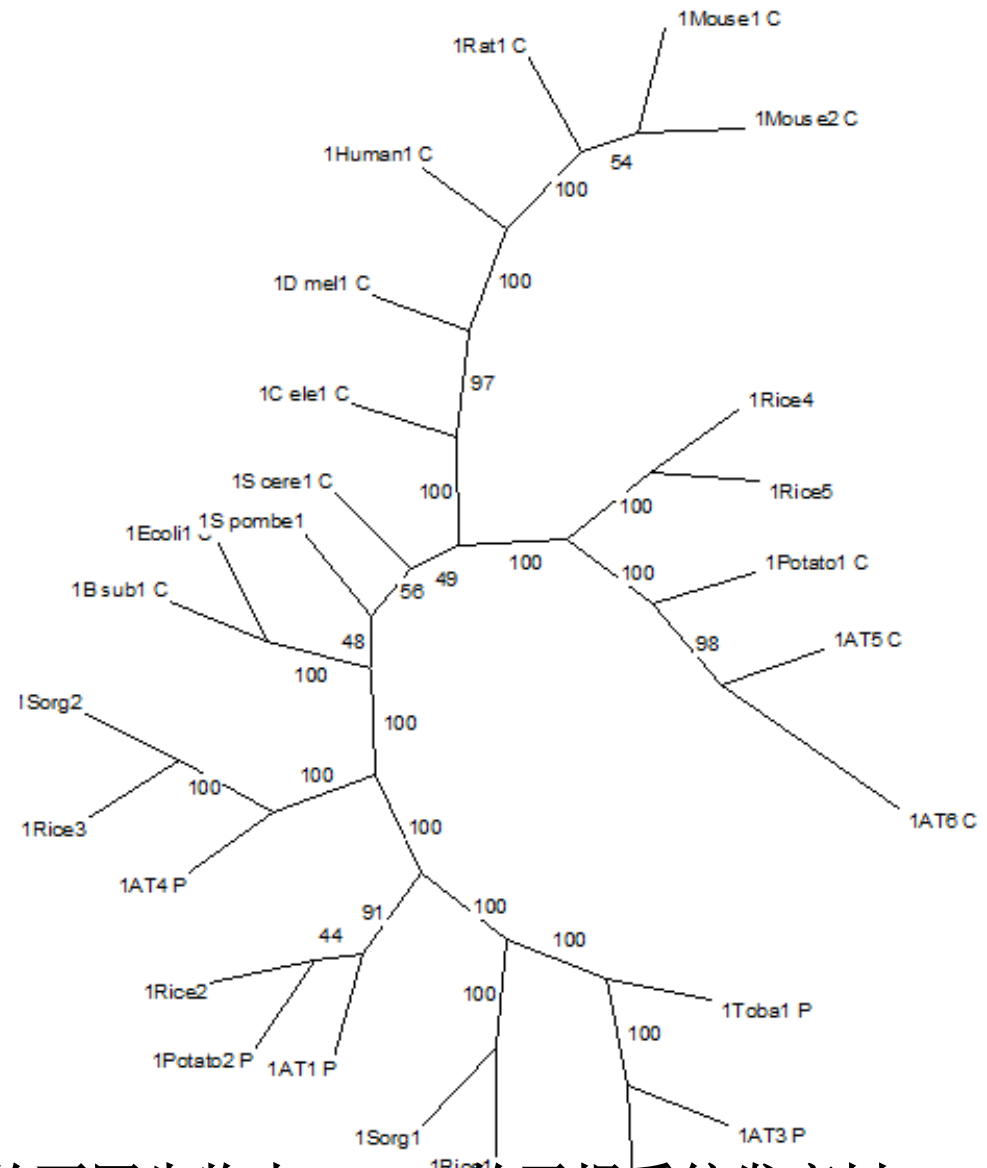 1Mouse1 C
1Rat1 C
1Mouse2 C
54
1Human1 C
100
100
1D mel1 C
97
1C ele1 C
1Rice4
1S cere1 C
100
1Rice5
100
1S pombe1
1Ecoli1
100
1Potato1 C
100
49
56
1B sub1 C
98
1AT5 C
48
100
1Sorg2
100
100
100
1AT6 C
1Rice3
100
1AT4 P
91
100
44
100
1Rice2
100
1Toba1 P
100
1Potato2 P
1AT1 P
1Sorg1
1AT3 P
1Rice1